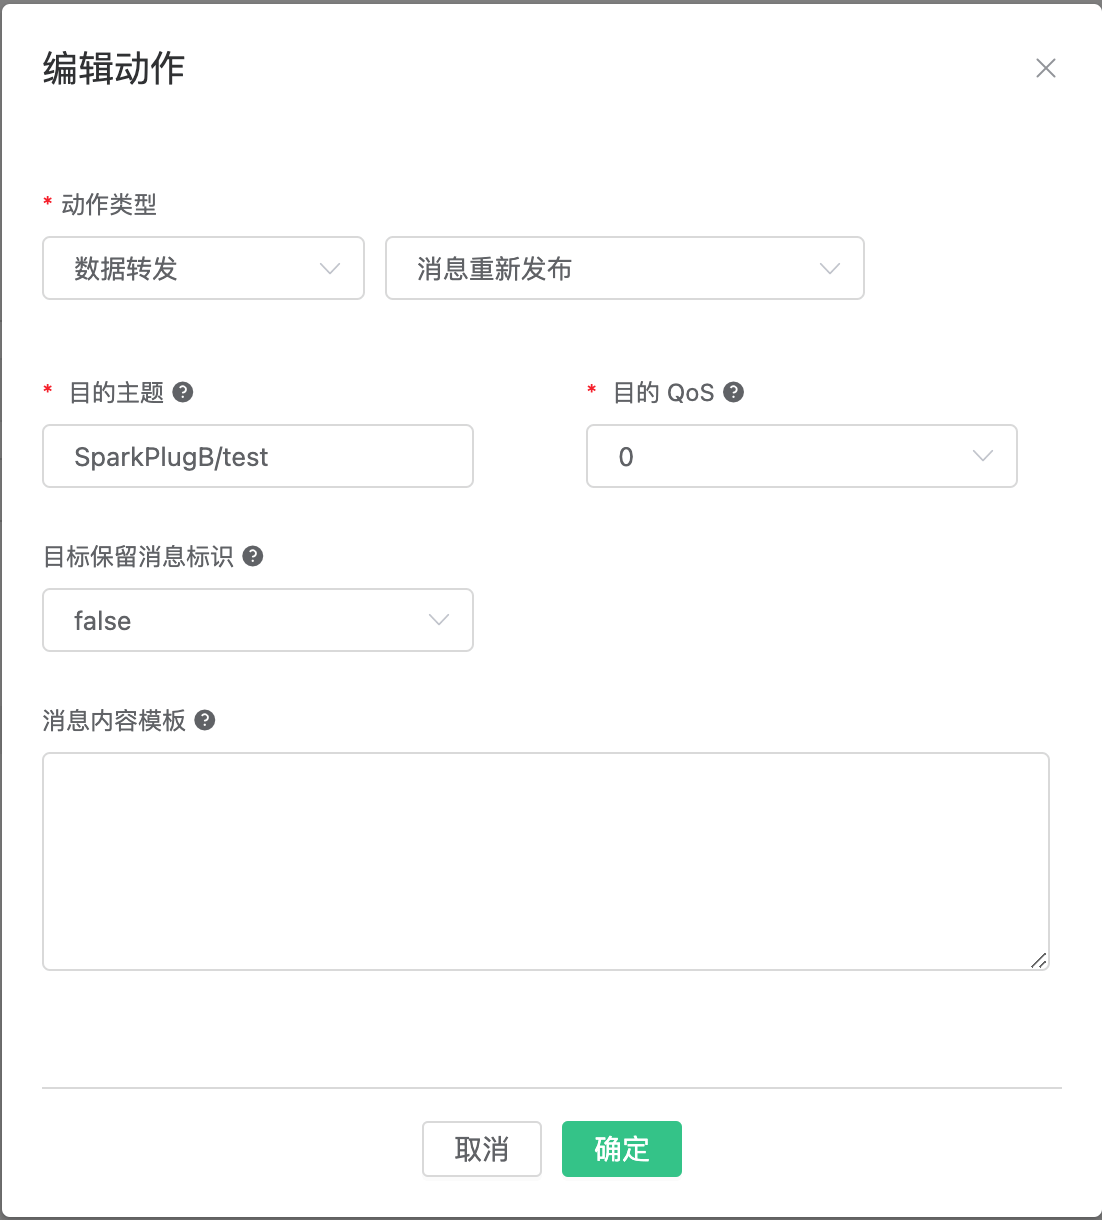 编辑动作
* 动作类型
数据转发 消息重新发布
* 目的主题 ? * 目的 QoS ?
SparkPlugB/test 0
目标保留消息标识 ?
false
消息内容模板 ?
取消 确定